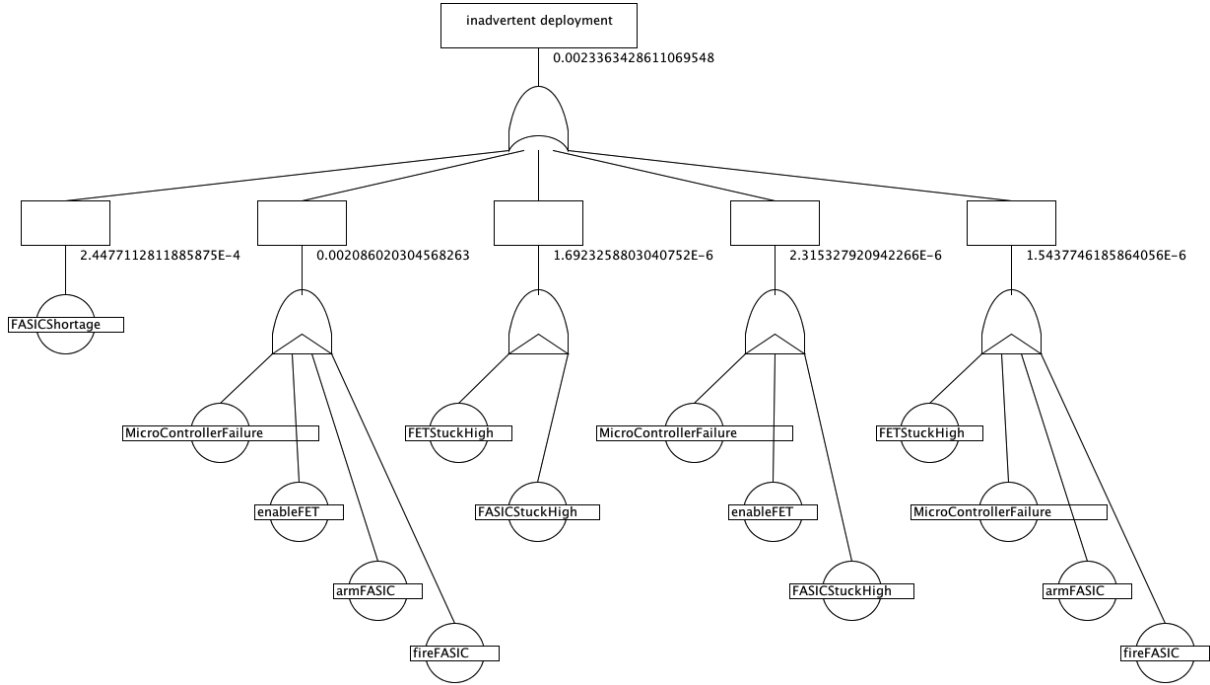 inadvertent deployment
0.0023363428611069548
2.4477112811885875E-4
0.002086020304568263
1.6923258803040752E-6
2.315327920942266E-6
1.5437746185864056E-6
FASICShortage
MicroControllerFailure
FETStuckHigh
MicroControllerFailure
FETStuckHigh
enableFET
FASICStuckHigh
enableFET
MicroControllerFailure
armFASIC
FASICStuckHigh
armFASIC
fireFASIC
fireFASIC